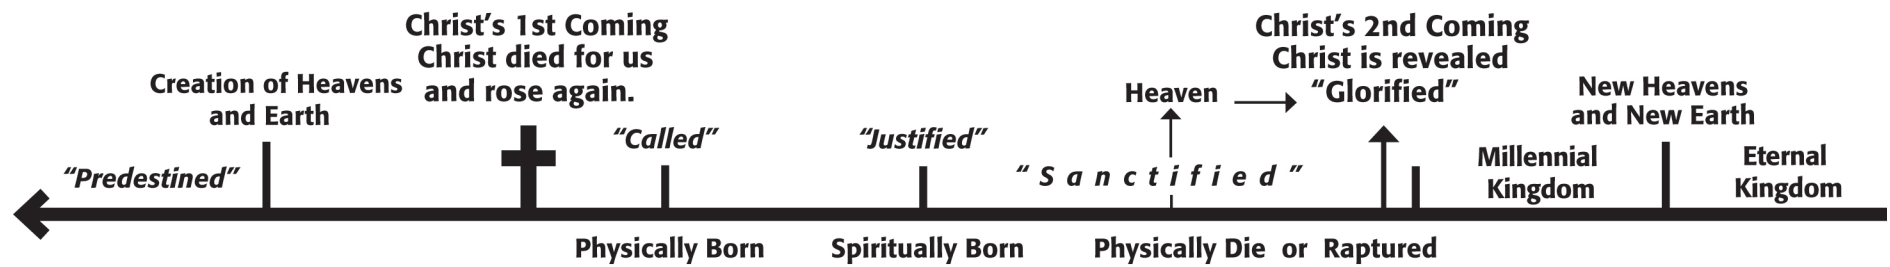 Christ’s 1st Coming
Christ died for us
and rose again.
Christ’s 2nd Coming
Christ is revealed
“Glorified”
Creation of Heavens
and Earth
Heaven
New Heavens
and New Earth
“Predestined”
“Called”
“Justified”
“Sanctified”
Millennial
Kingdom
Eternal
Kingdom
Physically Born
Spiritually Born
Physically Die or Raptured